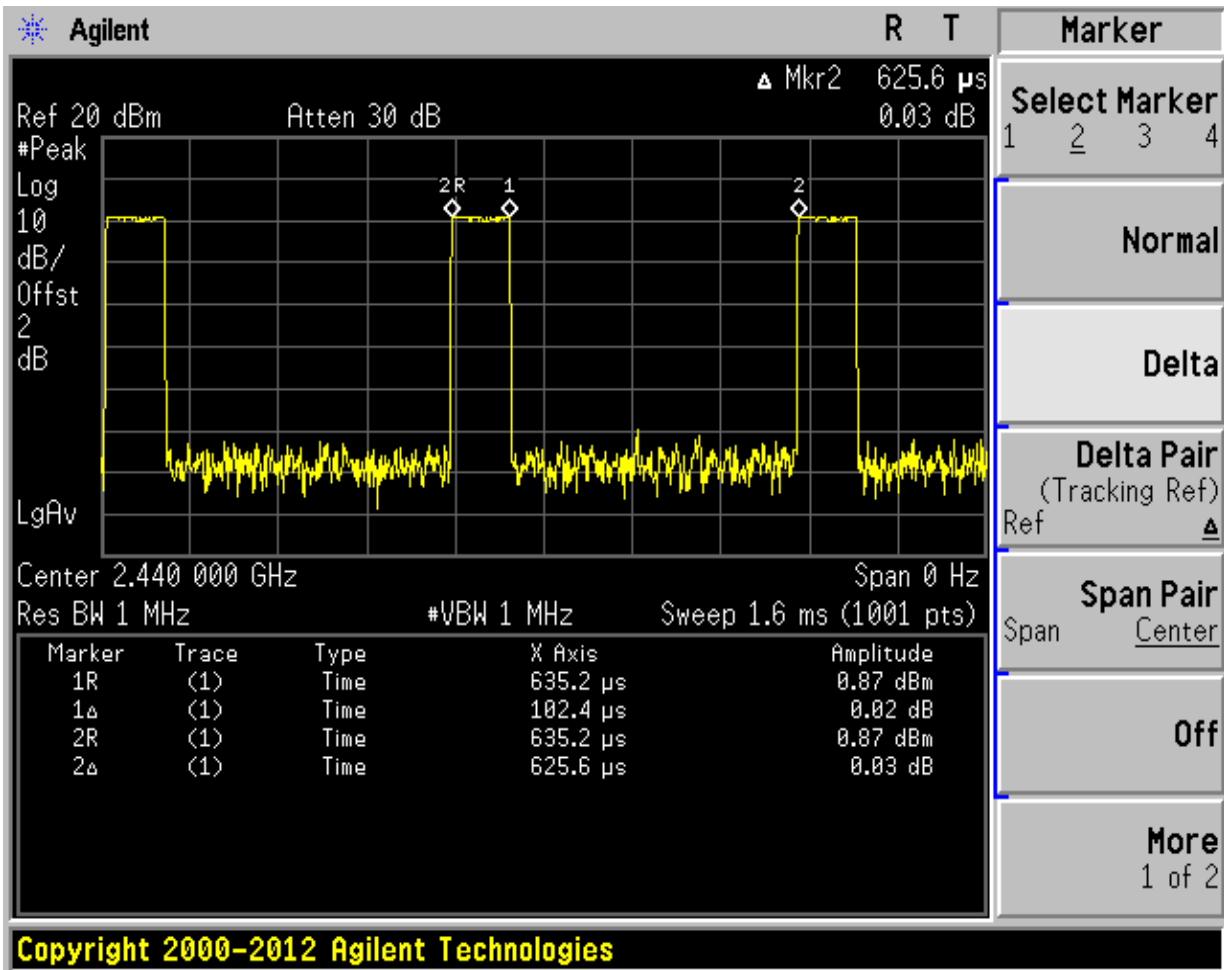 Agilent R T
Δ Mkr2 625.6 µs
Ref 20 dBm Atten 30 dB 0.03 dB
#Peak
Log
10
dB/
Offst
2
dB
LgAv
2R 1 2
Center 2.440 000 GHz Span 0 Hz
Res BW 1 MHz #VBW 1 MHz Sweep 1.6 ms (1001 pts)
Marker Trace Type X Axis Amplitude
1R (1) Time 635.2 µs 0.87 dBm
1Δ (1) Time 102.4 µs 0.02 dB
2R (1) Time 635.2 µs 0.87 dBm
2Δ (1) Time 625.6 µs 0.03 dB
Marker
Select Marker
1 2 3 4
Normal
Delta
Delta Pair
(Tracking Ref)
Ref Δ
Span Pair
Span Center
Off
More
1 of 2
Copyright 2000-2012 Agilent Technologies